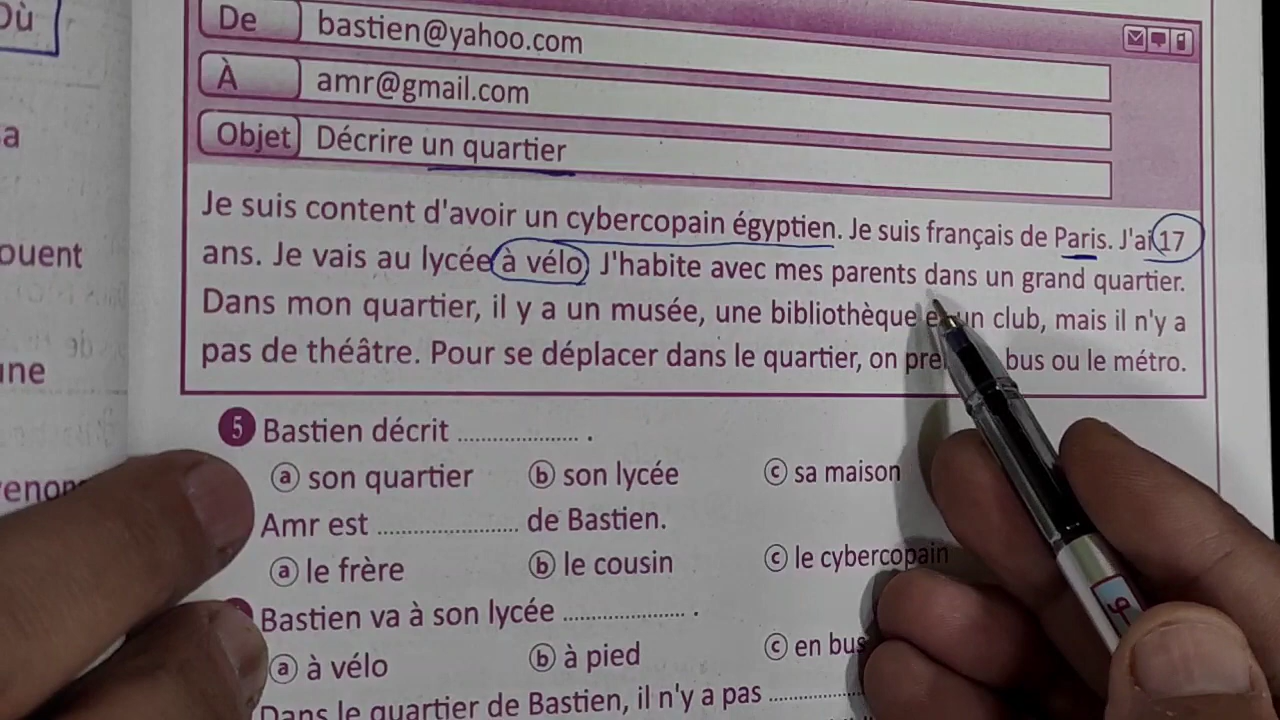 où
De bastien@yahoo.com
À amr@gmail.com
a
Objet Décrire un quartier
Je suis content d'avoir un cybercopain égyptien. Je suis français de Paris. J'ai 17
ouent ans. Je vais au lycée à vélo J'habite avec mes parents dans un grand quartier.
Dans mon quartier, il y a un musée, une bibliothèque un club, mais il n'y a
ne pas de théâtre. Pour se déplacer dans le quartier, on bus ou le métro.
5 Bastien décrit .................... .
a son quartier b son lycée c sa maison
Amr est ....................... de Bastien.
a le frère b le cousin c le cybercopain
Bastien va à son lycée .................... .
a à vélo b à pied c en bus
Dans le quartier de Bastien, il n'y a pas ...............